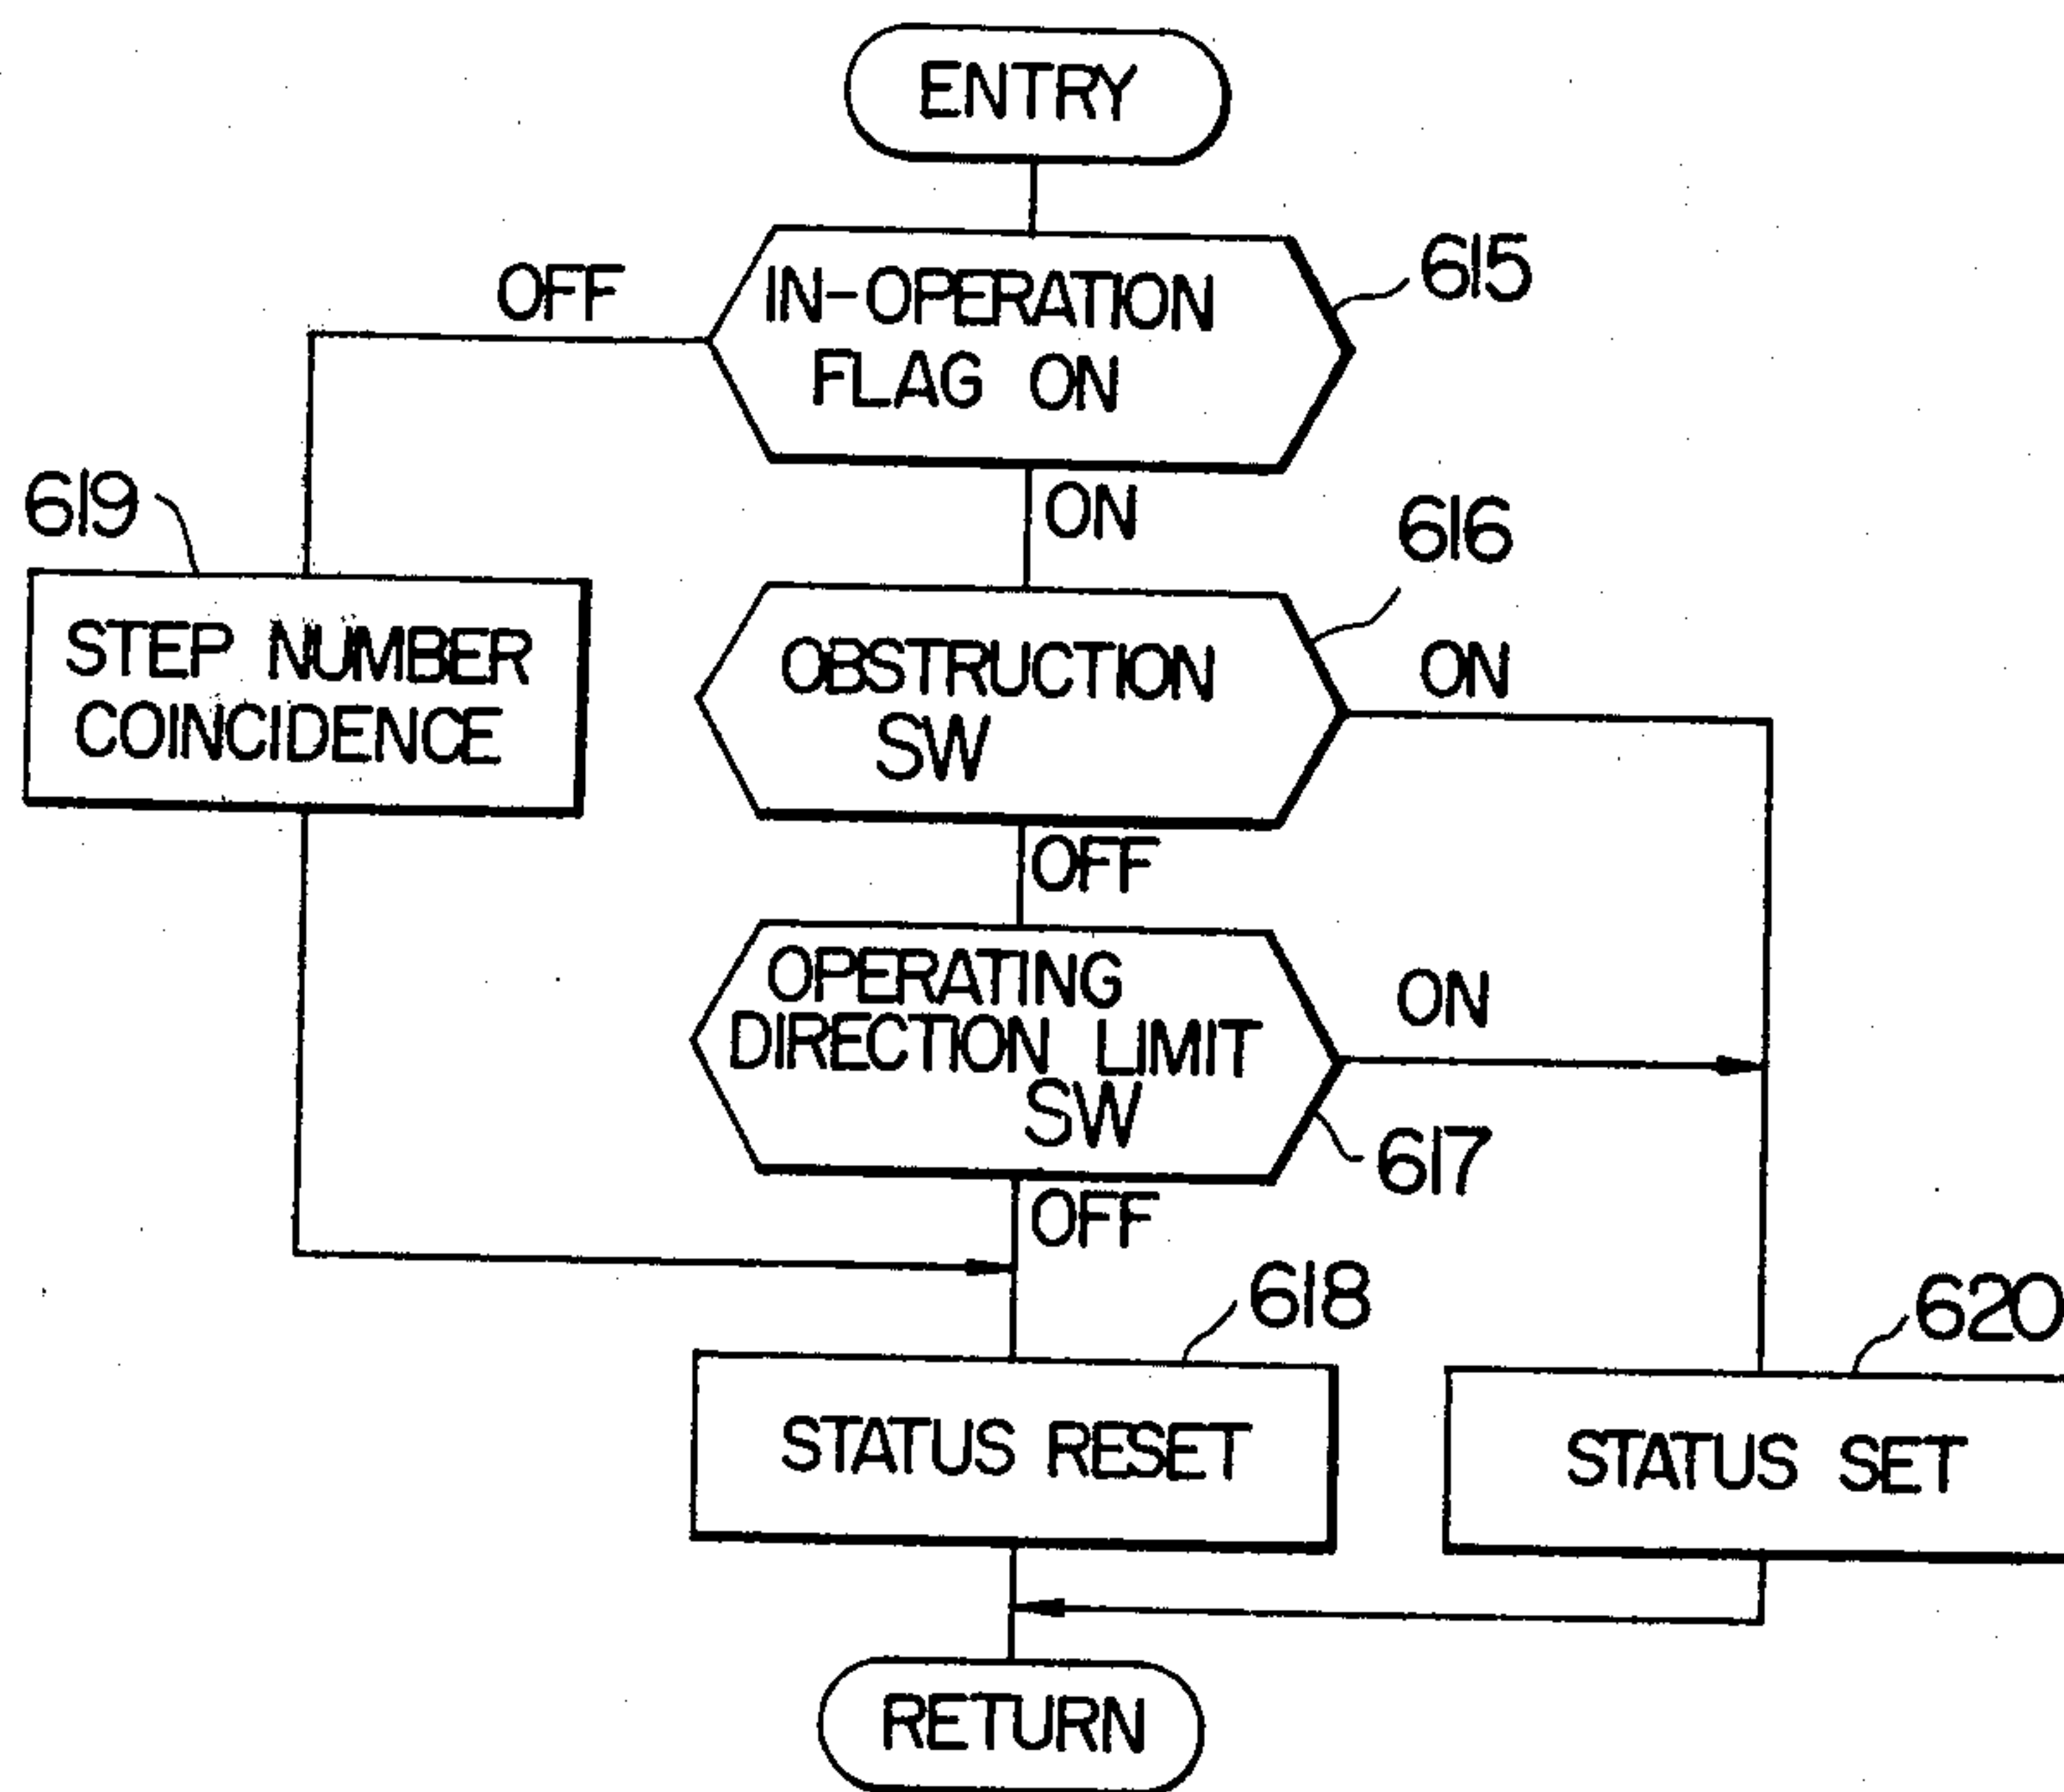 ENTRY
OFF
IN-OPERATION
FLAG ON
615
ON
619
616
STEP NUMBER
COINCIDENCE
OBSTRUCTION
SW
ON
OFF
OPERATING
DIRECTION LIMIT
SW
ON
617
OFF
618
620
STATUS RESET
STATUS SET
RETURN